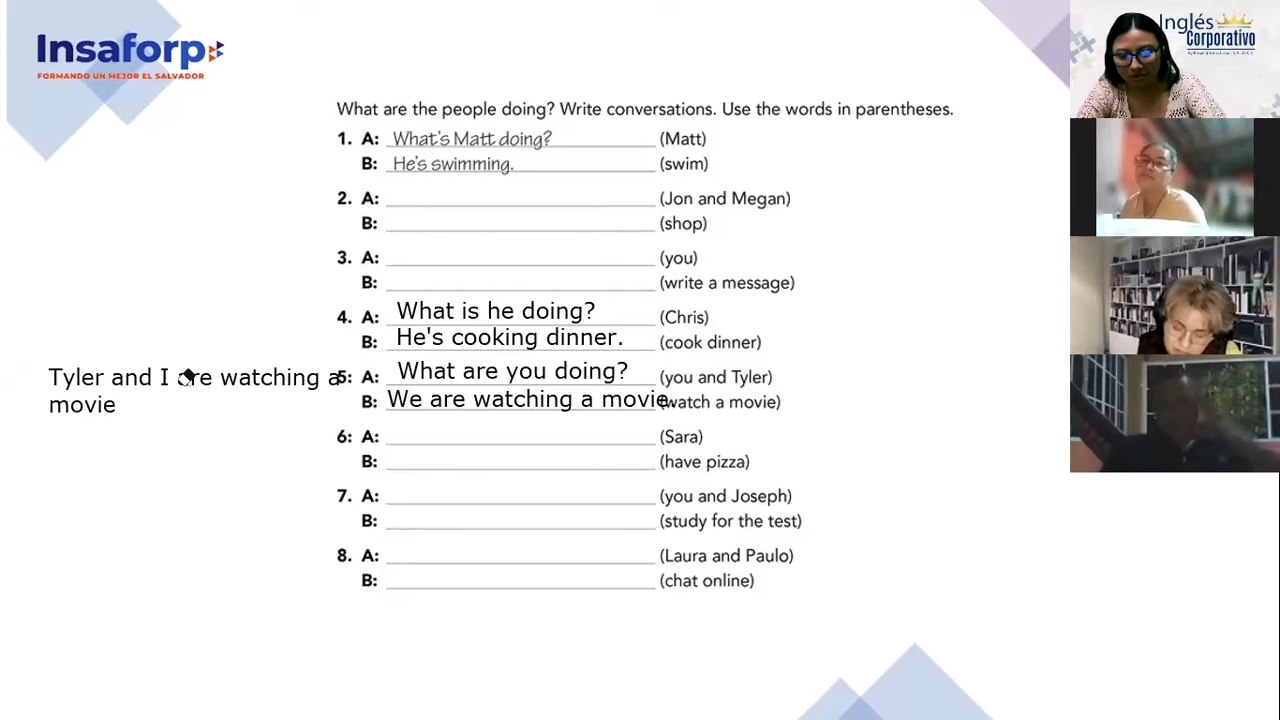 Insaforp
FORMANDO UN MEJOR EL SALVADOR
Inglés
Corporativo
What are the people doing? Write conversations. Use the words in parentheses.
1. A: What's Matt doing? (Matt)
B: He's swimming. (swim)
2. A: (Jon and Megan)
B: (shop)
3. A: (you)
B: (write a message)
4. A: What is he doing? (Chris)
B: He's cooking dinner. (cook dinner)
Tyler and I are watching a
movie
5: A: What are you doing? (you and Tyler)
B: We are watching a movie. (watch a movie)
6: A: (Sara)
B: (have pizza)
7. A: (you and Joseph)
B: (study for the test)
8. A: (Laura and Paulo)
B: (chat online)